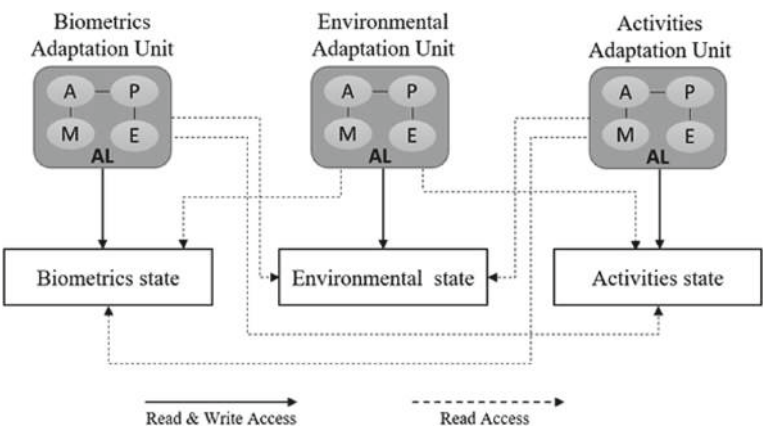 Biometrics
Adaptation Unit
Environmental
Adaptation Unit
Activities
Adaptation Unit
A P
M E
AL
A P
M E
AL
A P
M E
AL
Biometrics state
Environmental state
Activities state
Read & Write Access
Read Access